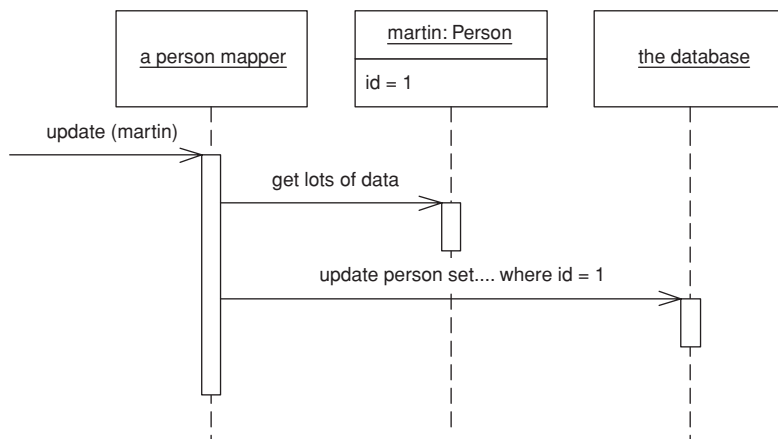 a person mapper
martin: Person
id = 1
the database
update (martin)
get lots of data
update person set.... where id = 1